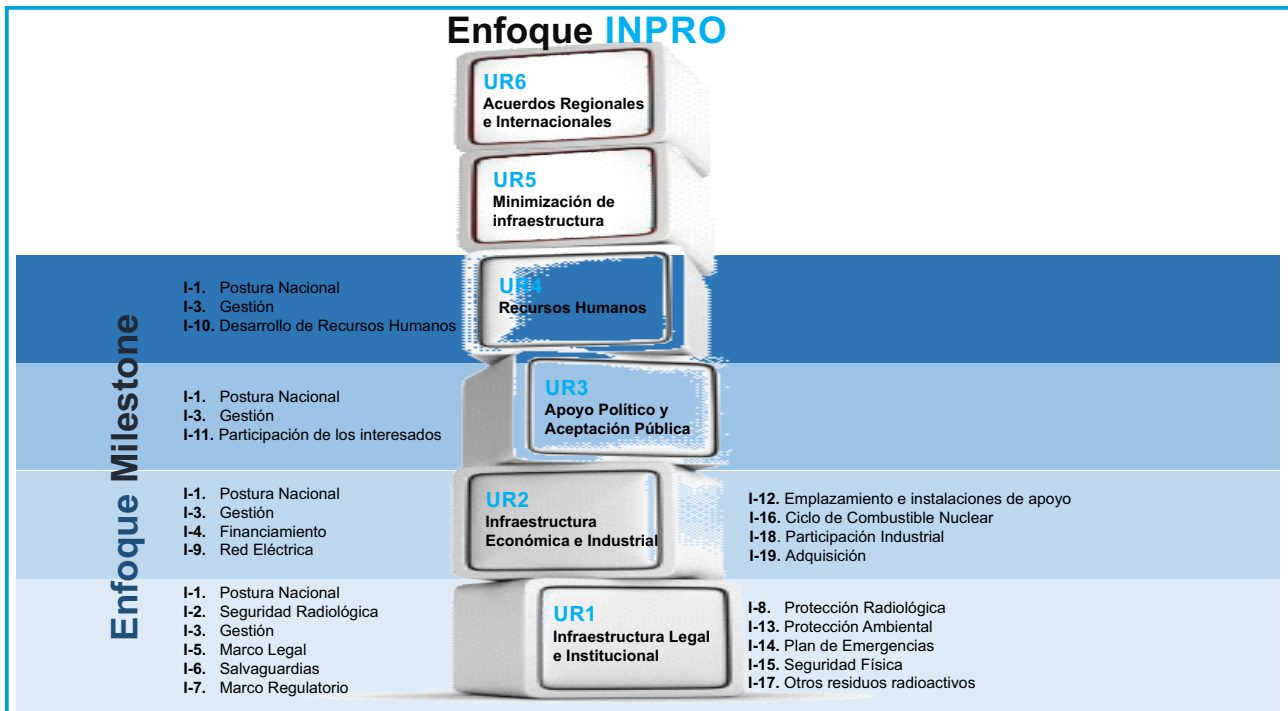 Enfoque INPRO
UR6
Acuerdos Regionales
e Internacionales
UR5
Minimización de
infraestructura
Enfoque Milestone
I-1. Postura Nacional
I-3. Gestión
I-10. Desarrollo de Recursos Humanos
UR4
Recursos Humanos
I-1. Postura Nacional
I-3. Gestión
I-11. Participación de los interesados
UR3
Apoyo Político y
Aceptación Pública
I-1. Postura Nacional
I-3. Gestión
I-4. Financiamiento
I-9. Red Eléctrica
UR2
Infraestructura
Económica e Industrial
I-12. Emplazamiento e instalaciones de apoyo
I-16. Ciclo de Combustible Nuclear
I-18. Participación Industrial
I-19. Adquisición
I-1. Postura Nacional
I-2. Seguridad Radiológica
I-3. Gestión
I-5. Marco Legal
I-6. Salvaguardias
I-7. Marco Regulatorio
UR1
Infraestructura Legal
e Institucional
I-8. Protección Radiológica
I-13. Protección Ambiental
I-14. Plan de Emergencias
I-15. Seguridad Física
I-17. Otros residuos radioactivos